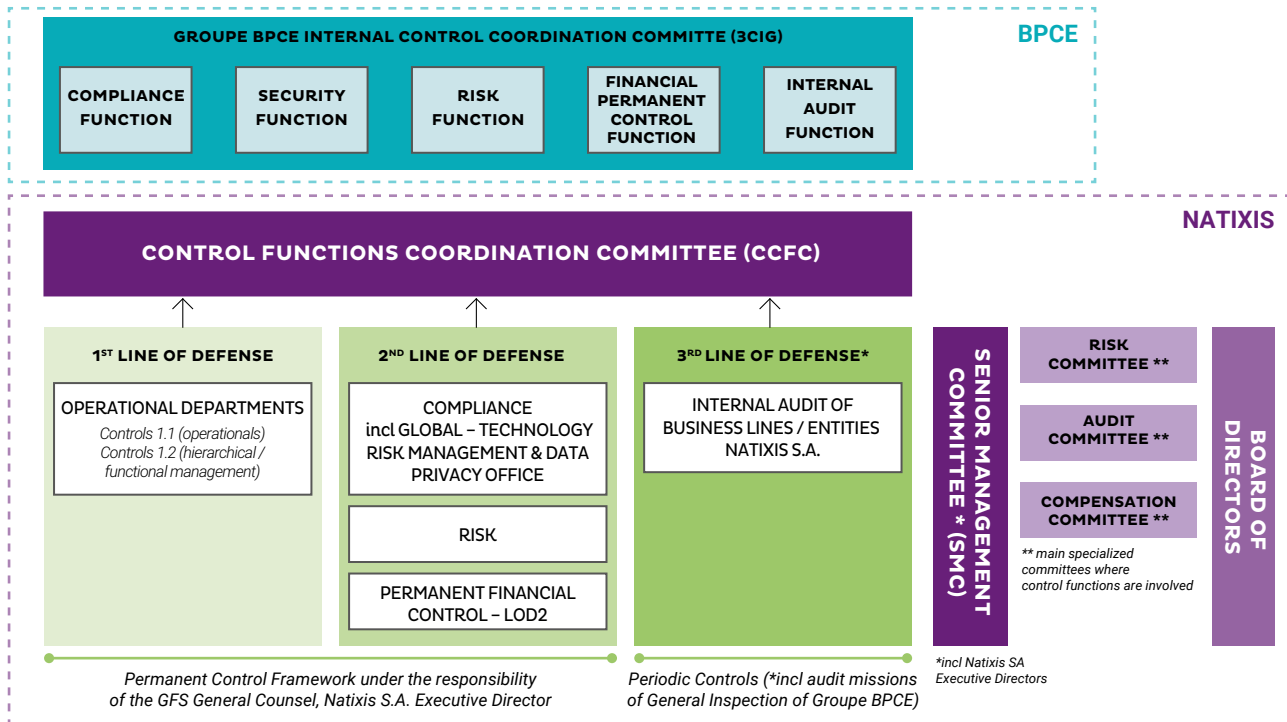 BPCE
GROUPE BPCE INTERNAL CONTROL COORDINATION COMMITTE (3CIG)
COMPLIANCE
FUNCTION
SECURITY
FUNCTION
RISK
FUNCTION
FINANCIAL
PERMANENT
CONTROL
FUNCTION
INTERNAL
AUDIT
FUNCTION
NATIXIS
CONTROL FUNCTIONS COORDINATION COMMITTEE (CCFC)
1ST LINE OF DEFENSE
OPERATIONAL DEPARTMENTS
Controls 1.1 (operationals)
Controls 1.2 (hierarchical /
functional management)
2ND LINE OF DEFENSE
COMPLIANCE
incl GLOBAL – TECHNOLOGY
RISK MANAGEMENT & DATA
PRIVACY OFFICE
RISK
PERMANENT FINANCIAL
CONTROL – LOD2
3RD LINE OF DEFENSE*
INTERNAL AUDIT OF
BUSINESS LINES / ENTITIES
NATIXIS S.A.
SENIOR MANAGEMENT
COMMITTEE * (SMC)
RISK
COMMITTEE **
AUDIT
COMMITTEE **
COMPENSATION
COMMITTEE **
** main specialized
committees where
control functions are involved
BOARD OF
DIRECTORS
Permanent Control Framework under the responsibility
of the GFS General Counsel, Natixis S.A. Executive Director
Periodic Controls (*incl audit missions
of General Inspection of Groupe BPCE)
*incl Natixis SA
Executive Directors